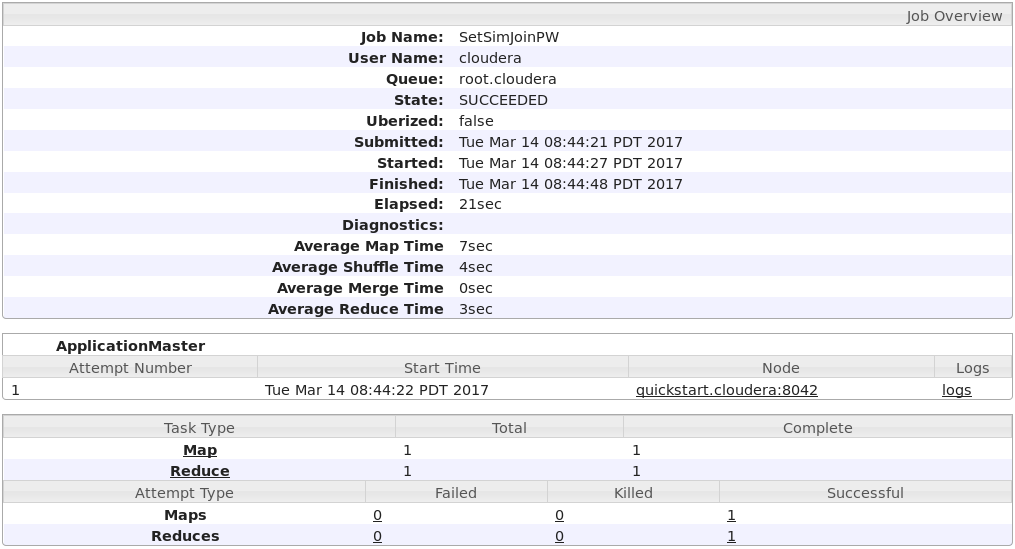 Job Overview
Job Name: SetSimJoinPW
User Name: cloudera
Queue: root.cloudera
State: SUCCEEDED
Uberized: false
Submitted: Tue Mar 14 08:44:21 PDT 2017
Started: Tue Mar 14 08:44:27 PDT 2017
Finished: Tue Mar 14 08:44:48 PDT 2017
Elapsed: 21sec
Diagnostics:
Average Map Time 7sec
Average Shuffle Time 4sec
Average Merge Time 0sec
Average Reduce Time 3sec
ApplicationMaster
Attempt Number Start Time Node Logs
1 Tue Mar 14 08:44:22 PDT 2017 quickstart.cloudera:8042 logs
Task Type Total Complete
Map 1 1
Reduce 1 1
Attempt Type Failed Killed Successful
Maps 0 0 1
Reduces 0 0 1